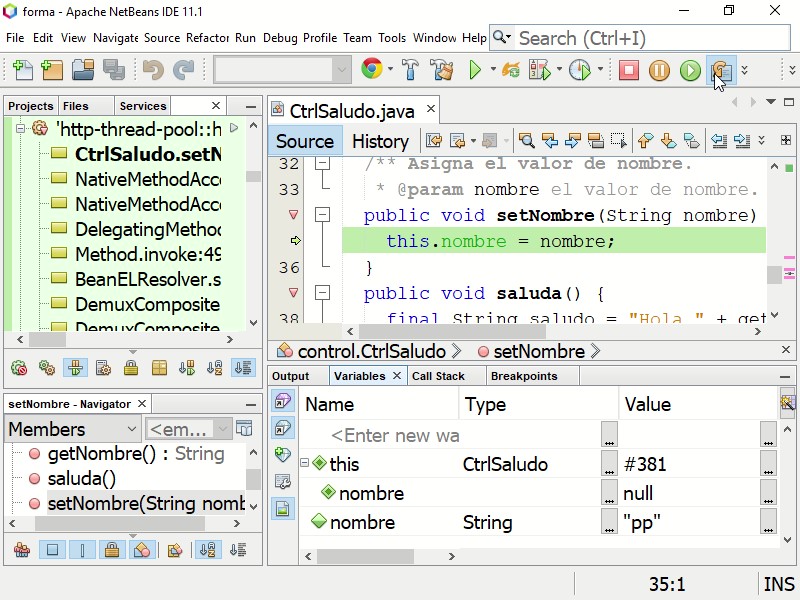 forma - Apache NetBeans IDE 11.1
File Edit View Navigate Source Refactor Run Debug Profile Team Tools Window Help
Search (Ctrl+I)
Projects Files Services
'http-thread-pool::h
CtrlSaludo.setN
NativeMethodAcce
NativeMethodAcce
DelegatingMethod
Method.invoke:49
BeanELResolver.s
DemuxComposite
DemuxComposite
setNombre - Navigator
Members
<em...
getNombre() : String
saluda()
setNombre(String nomb
CtrlSaludo.java
Source History
32 /** Asigna el valor de nombre.
33 * @param nombre el valor de nombre.
public void setNombre(String nombre)
this.nombre = nombre;
36 }
public void saluda() {
38 final String saludo = "Hola " + get
control.CtrlSaludo
setNombre
Output Variables Call Stack Breakpoints
Name Type Value
<Enter new wa
... ...
this CtrlSaludo ... #381 ...
nombre ... null ...
nombre String ... "pp" ...
35:1 INS